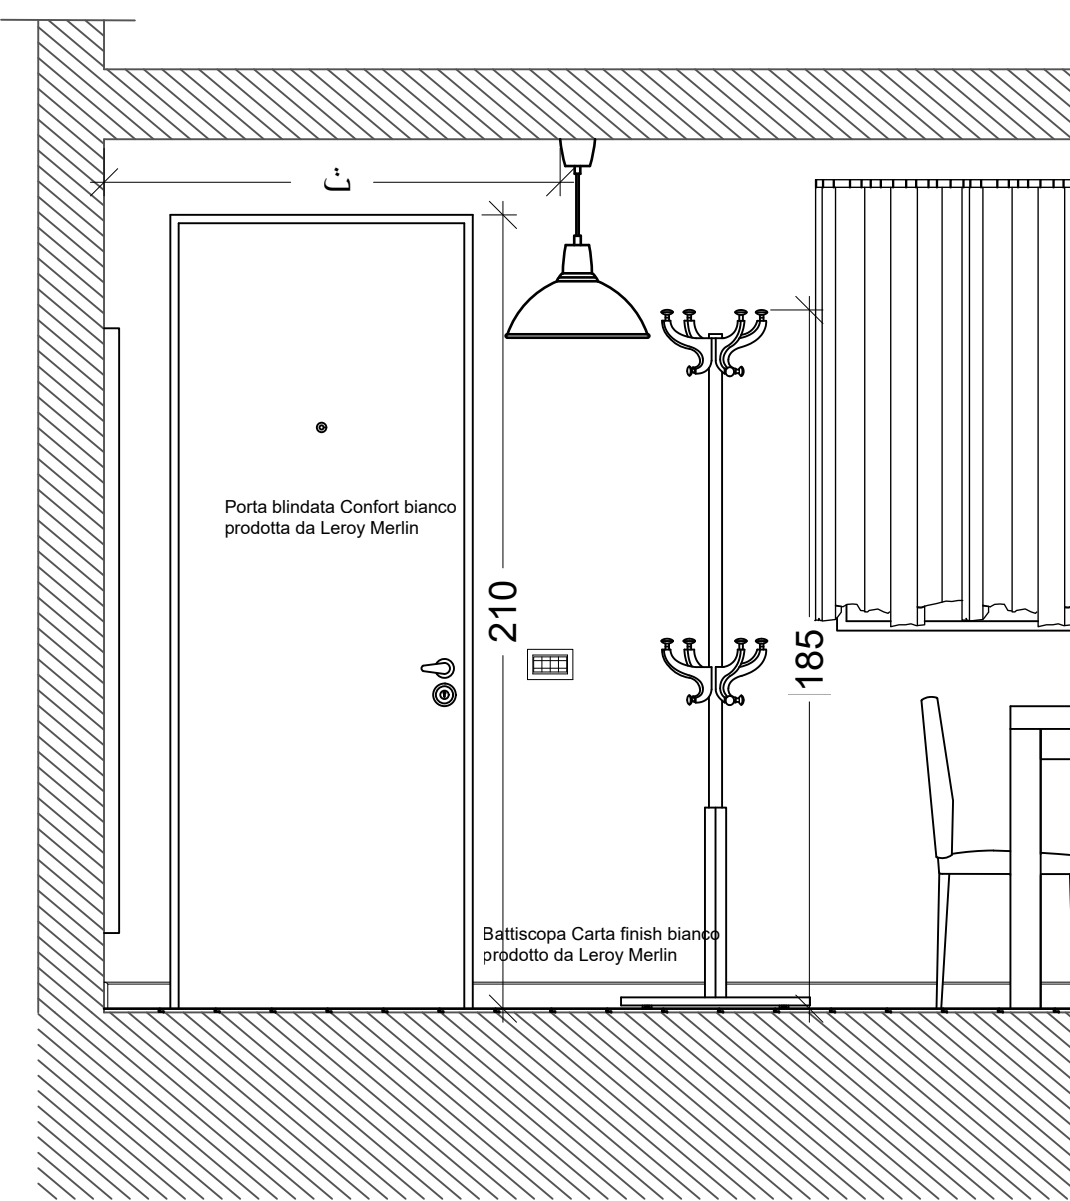 ث
Porta blindata Confort bianco
prodotta da Leroy Merlin
210
185
Battiscopa Carta finish bianco
prodotto da Leroy Merlin